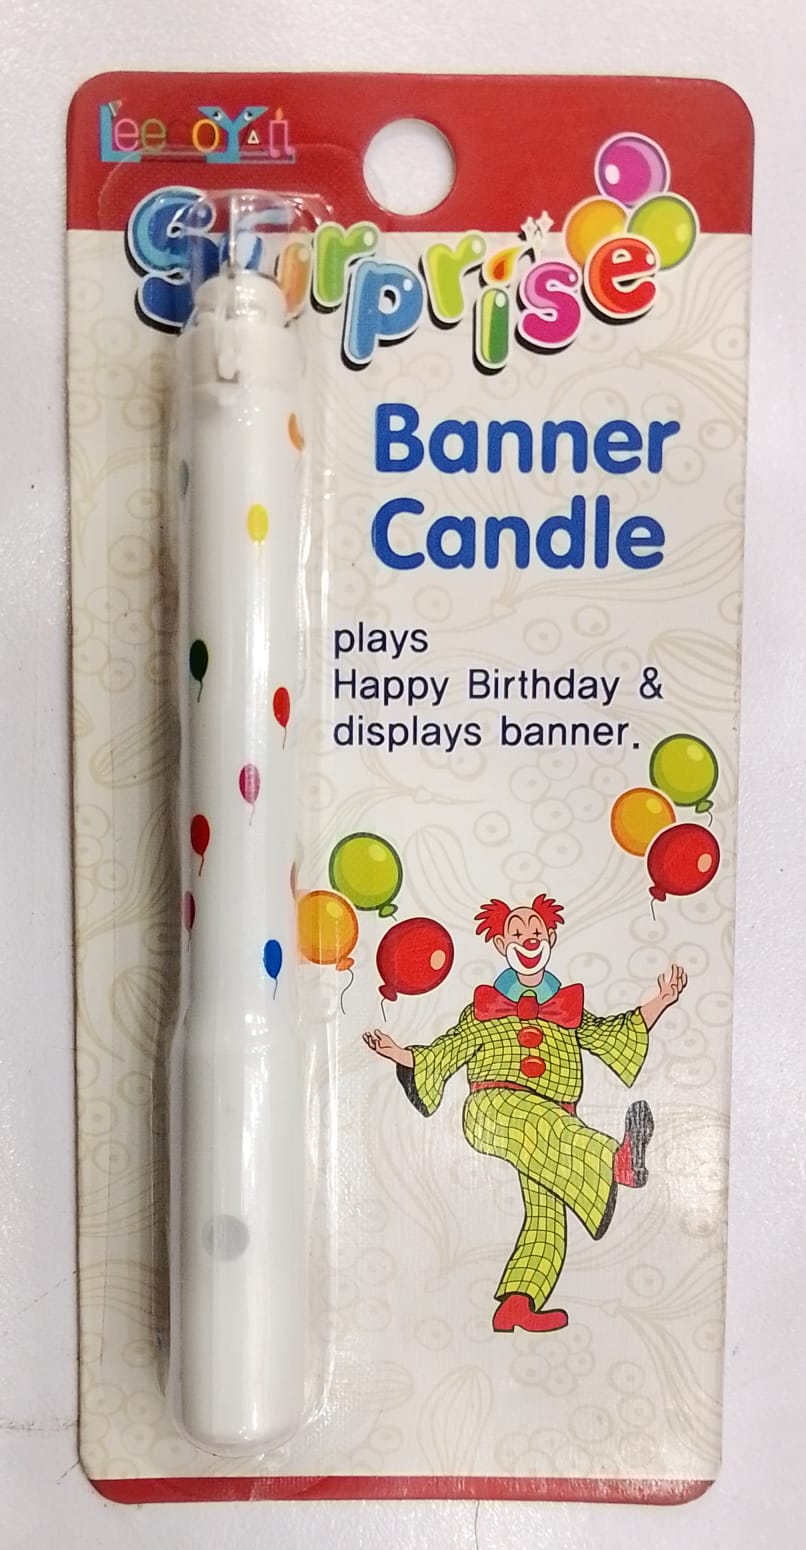 Surprise
Banner
Candle
plays
Happy Birthday &
displays banner.